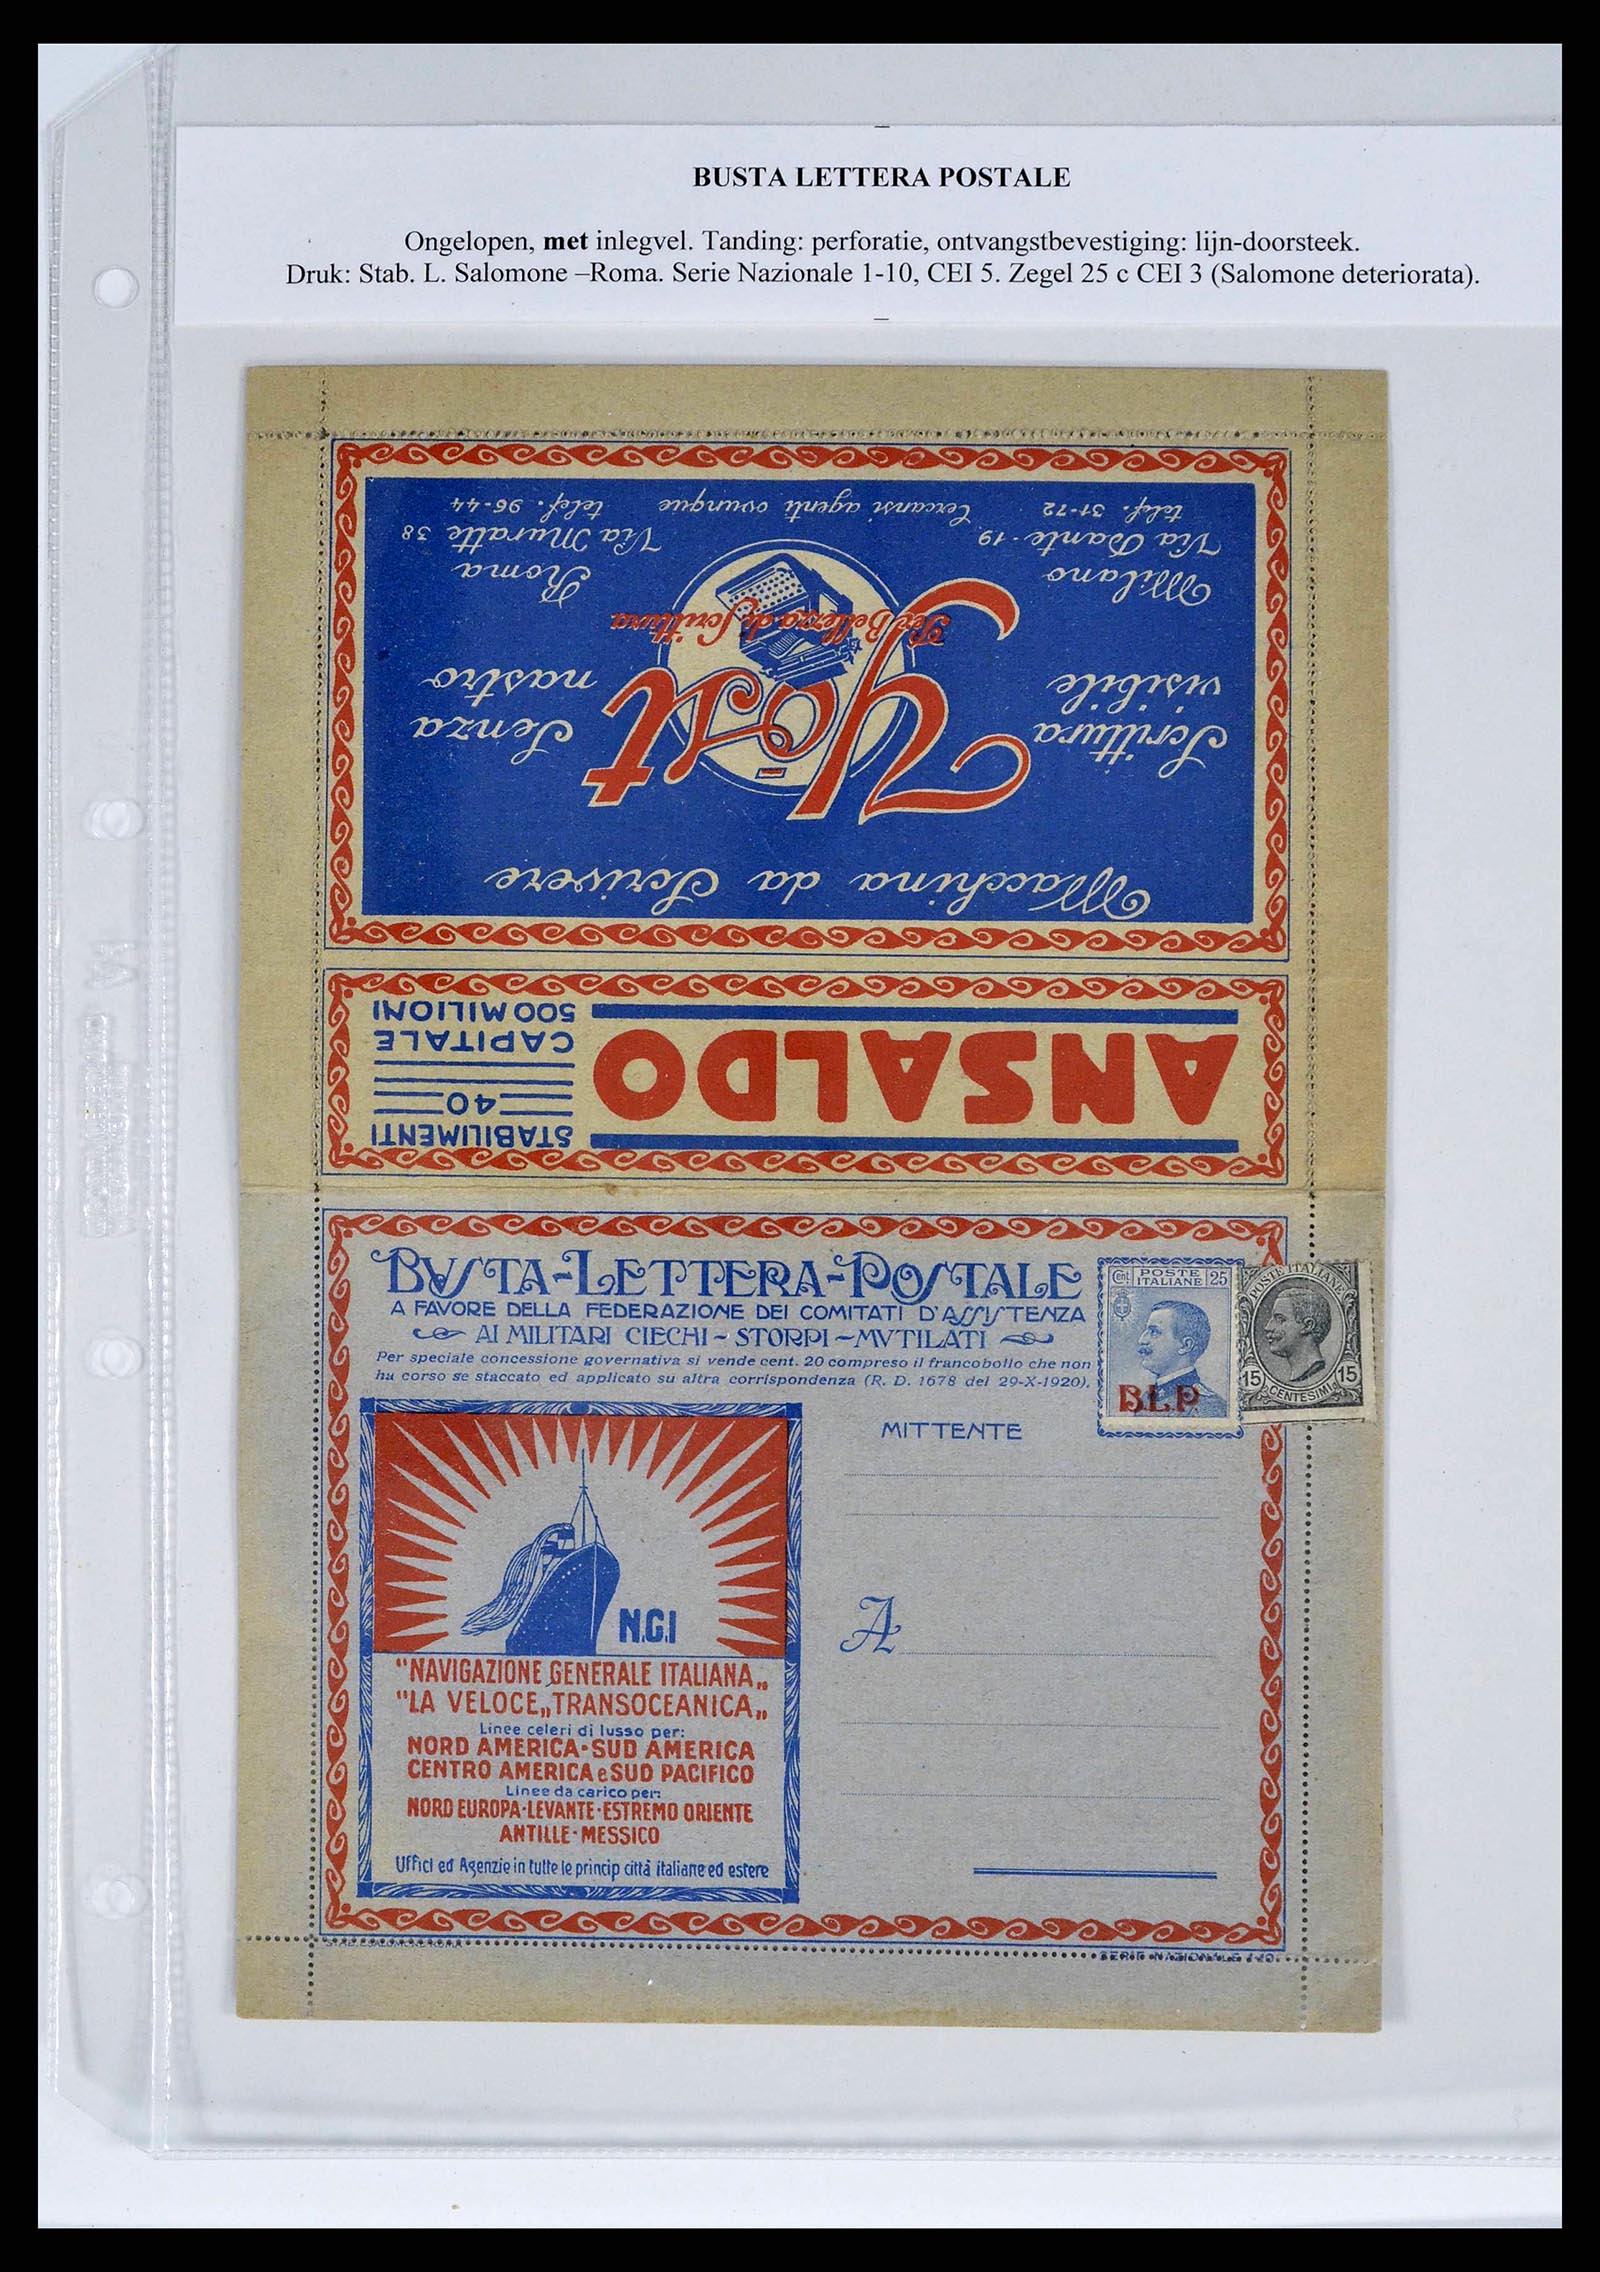 BUSTA LETTERA POSTALE
Ongelopen, met inlegvel. Tanding: perforatie, ontvangstbevestiging: lijn-doorsteek.
Druk: Stab. L. Salomone –Roma. Serie Nazionale 1-10, CEI 5. Zegel 25 c CEI 3 (Salomone deteriorata).
Macchina da Scrivere
Scrittura visibile
Yost
Senza nastro
Per Bellezza di Scrittura
Milano
Via Dante - 19
telef. 31-72
Cercansi agenti ovunque
Roma
Via Muratte 38
telef. 96-44
ANSALDO
STABILIMENTI
40
CAPITALE
500 MILIONI
BUSTA-LETTERA-POSTALE
A FAVORE DELLA FEDERAZIONE DEI COMITATI D'ASSISTENZA
AI MILITARI CIECHI - STORPI - MVTILATI
Per speciale concessione governativa si vende cent. 20 compreso il francobollo che non
ha corso se staccato ed applicato su altra corrispondenza (R. D. 1678 del 29-X-1920).
Cent. POSTE ITALIANE 25
B.L.P.
POSTE ITALIANE
15 CENTESIMI 15
MITTENTE
A
N.G.I
"NAVIGAZIONE GENERALE ITALIANA„
"LA VELOCE„ TRANSOCEANICA„
Linee celeri di lusso per:
NORD AMERICA-SUD AMERICA
CENTRO AMERICA e SUD PACIFICO
Linee da carico per:
NORD EUROPA-LEVANTE-ESTREMO ORIENTE
ANTILLE-MESSICO
Uffici ed Agenzie in tutte le princip città italiane ed estere
STAB. L. SALOMONE ROMA
SERIE NAZIONALE 1-10.